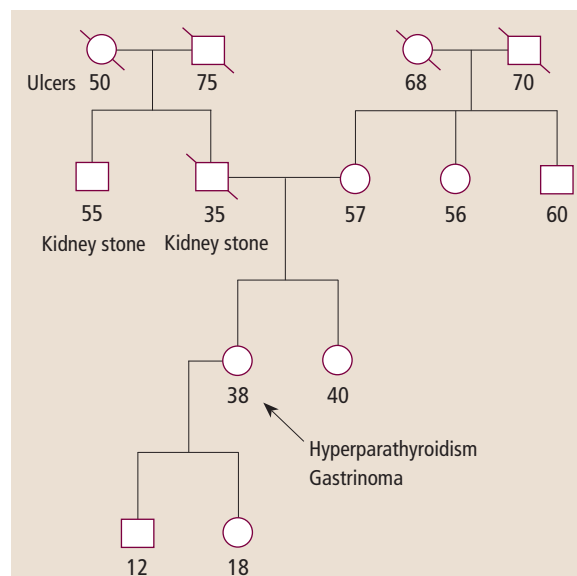 Ulcers 50 75 68 70
55 35 57 56 60
Kidney stone Kidney stone
38 40
Hyperparathyroidism
Gastrinoma
12 18